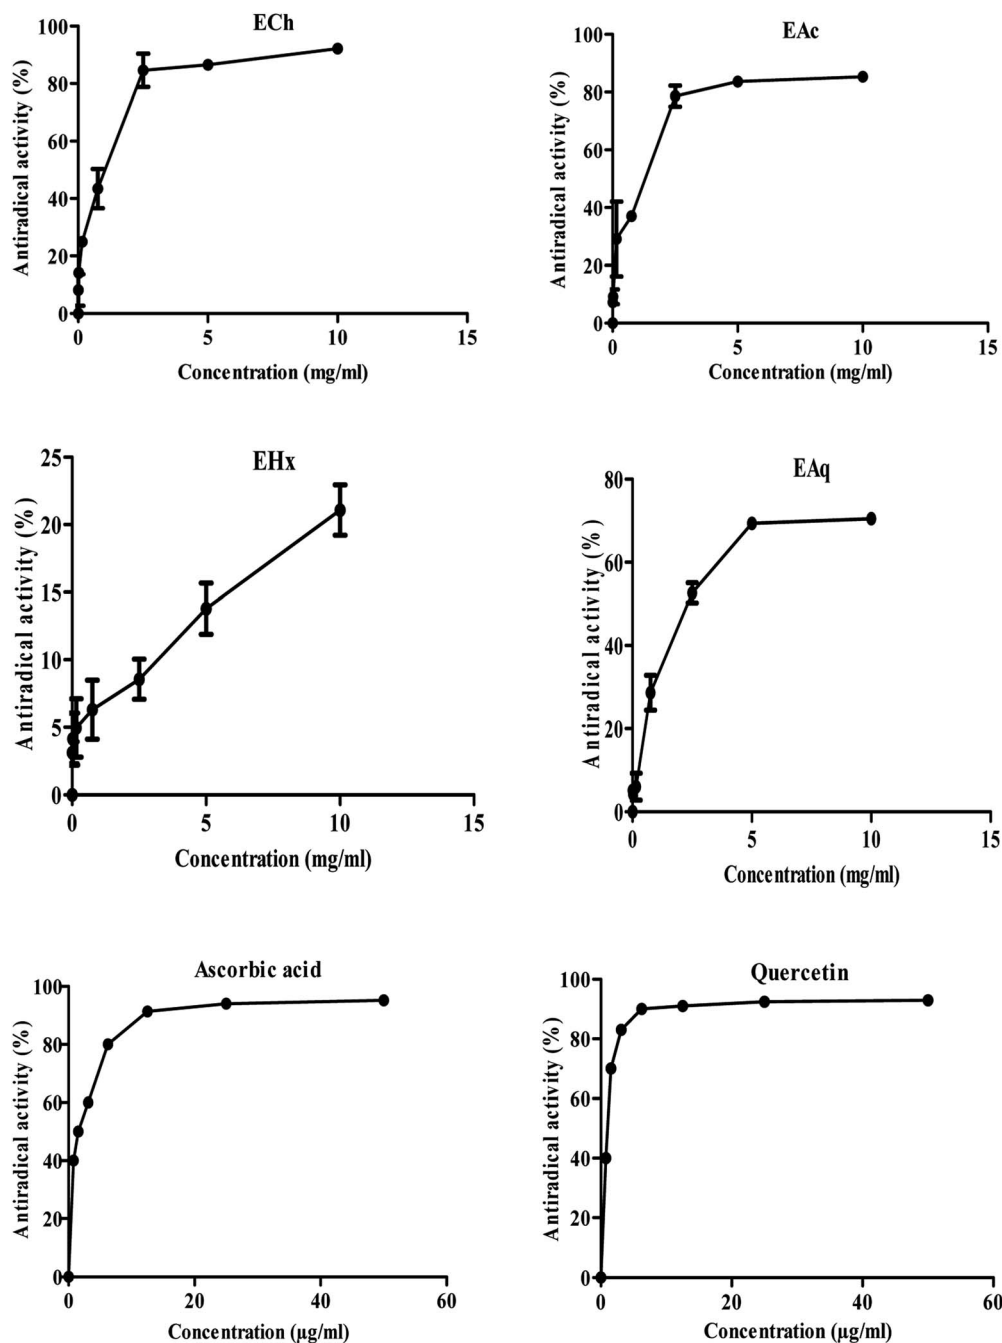 ECh
Antiradical activity (%)
100
80
60
40
20
0
0 5 10 15
Concentration (mg/ml)
EAc
Antiradical activity (%)
100
80
60
40
20
0
0 5 10 15
Concentration (mg/ml)
EHx
Antiradical activity (%)
25
20
15
10
5
0
0 5 10 15
Concentration (mg/ml)
EAq
Antiradical activity (%)
80
60
40
20
0
0 5 10 15
Concentration (mg/ml)
Ascorbic acid
Antiradical activity (%)
100
80
60
40
20
0
0 20 40 60
Concentration (µg/ml)
Quercetin
Antiradical activity (%)
100
80
60
40
20
0
0 20 40 60
Concentration (µg/ml)